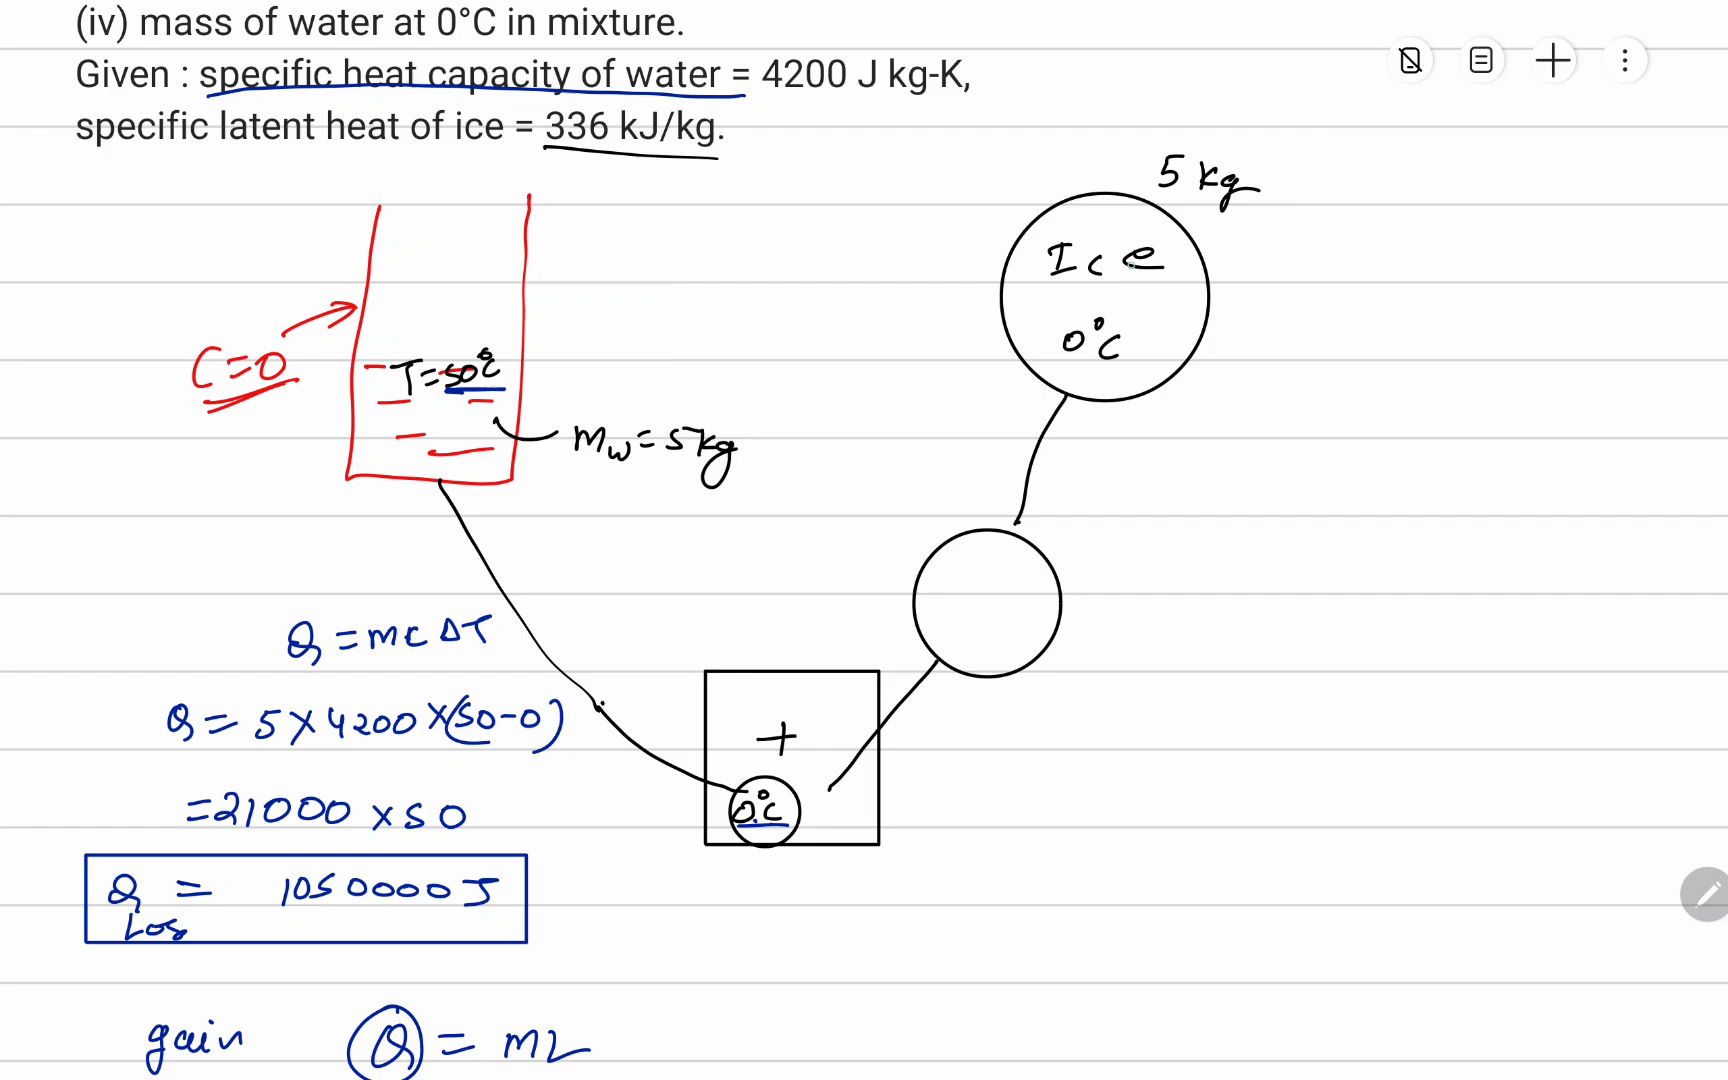 (iv) mass of water at 0°C in mixture.
Given : specific heat capacity of water = 4200 J kg-K,
specific latent heat of ice = 336 kJ/kg.
5 kg
Ice
0°C
C=0
T=50°C
mw=5kg
Q=mcΔT
Q= 5×4200×(50-0)
=21000×50
+
0°C
Q Los = 1050000J
gain Q = mL